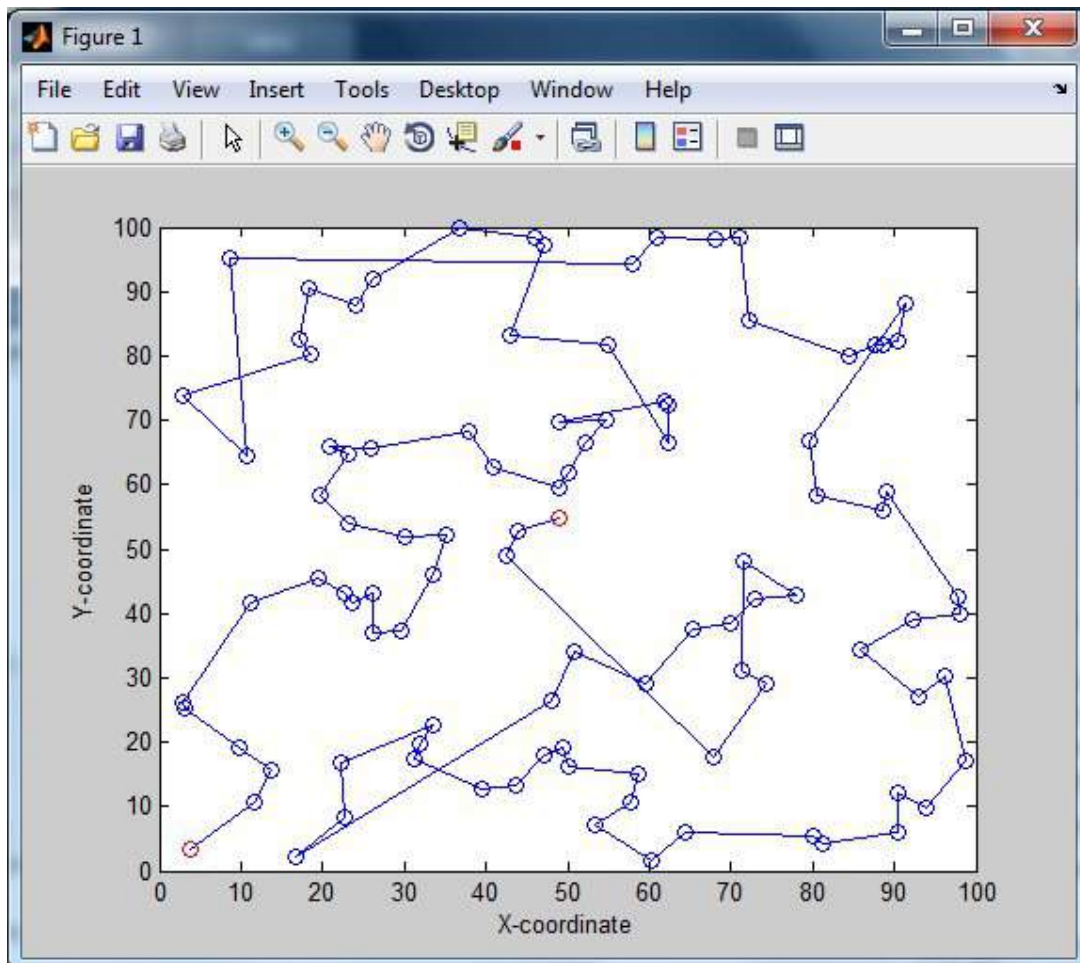 Figure 1
File Edit View Insert Tools Desktop Window Help
100
90
80
70
60
50
40
30
20
10
0
Y-coordinate
0 10 20 30 40 50 60 70 80 90 100
X-coordinate